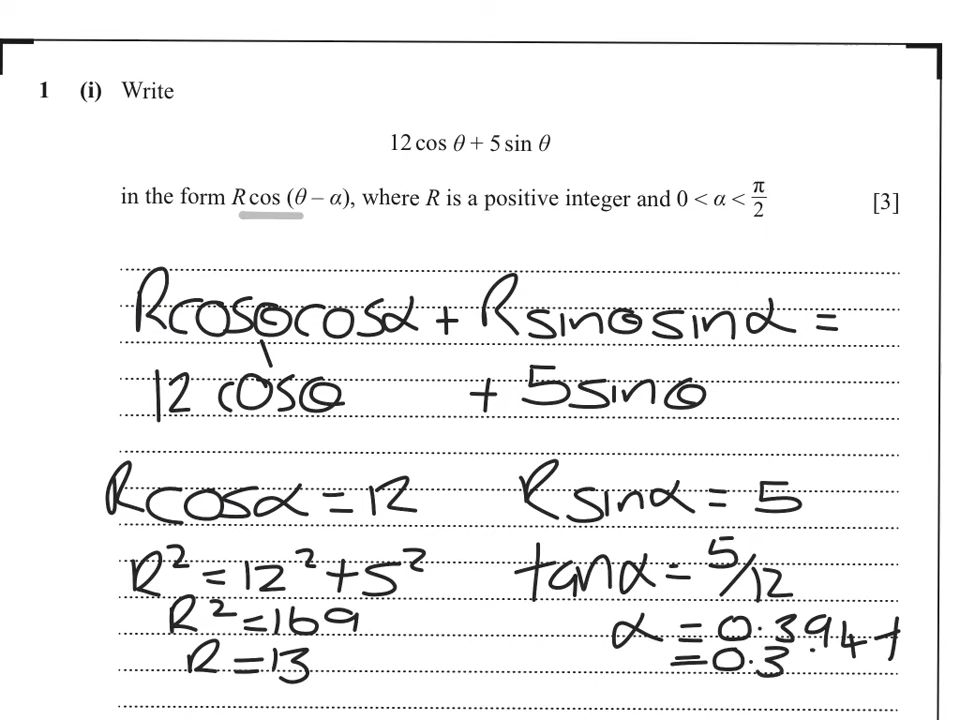 1 (i) Write
12 cos θ + 5 sin θ
in the form R cos (θ – α), where R is a positive integer and 0 < α < π/2 [3]
Rcosθcosα + Rsinθsinα =
12 cosθ + 5sinθ
Rcosα = 12 Rsinα = 5
R² = 12² + 5² tanα = 5/12
R² = 169 α = 0.394
R = 13 = 0.3